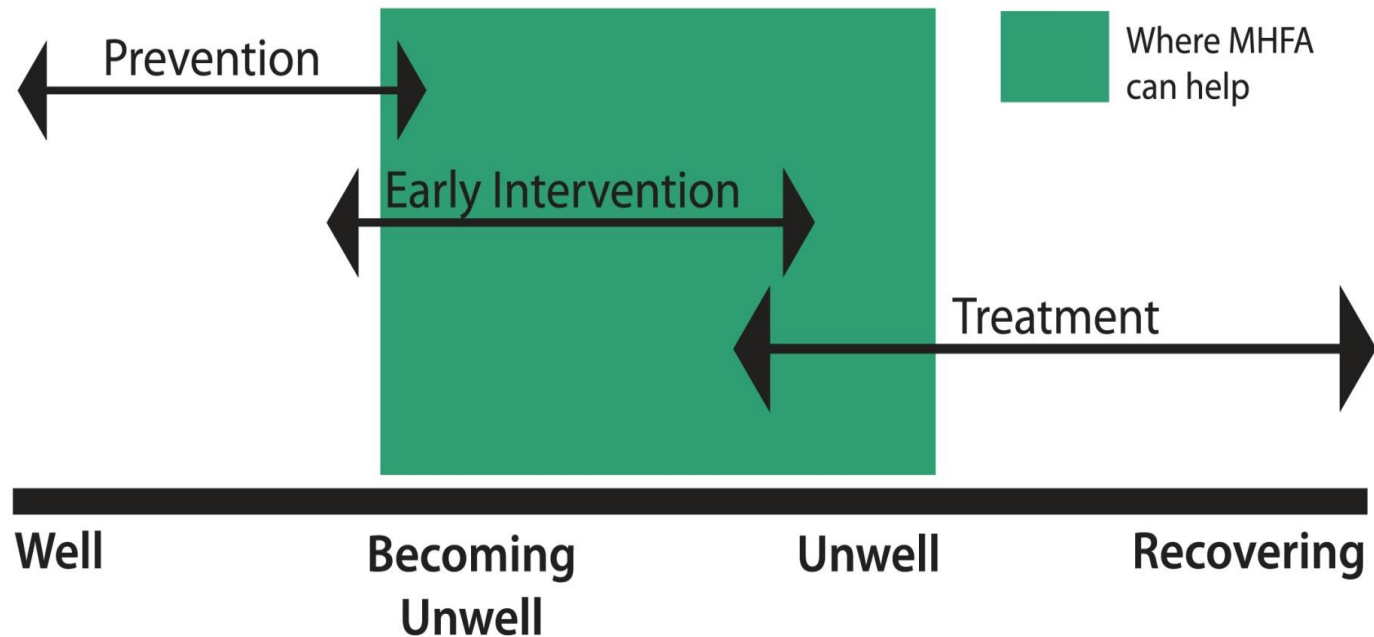 Prevention
Where MHFA
can help
Early Intervention
Treatment
Well
Becoming
Unwell
Unwell
Recovering